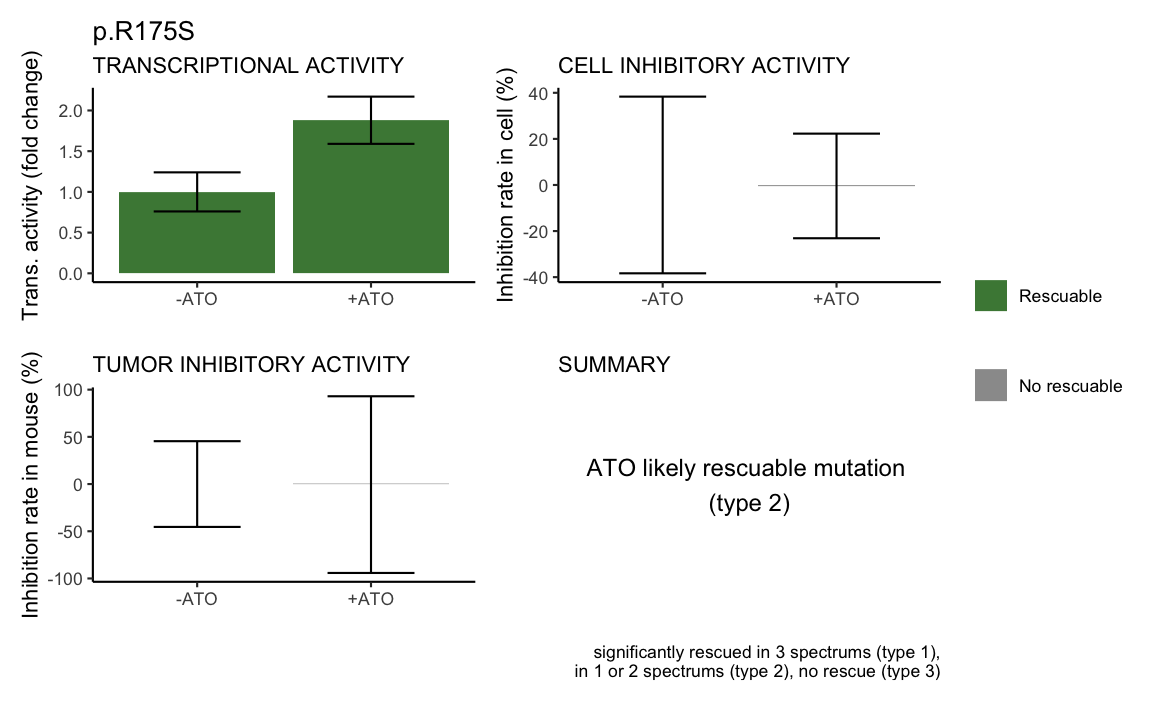 p.R175S
TRANSCRIPTIONAL ACTIVITY
Trans. activity (fold change)
2.0
1.5
1.0
0.5
0.0
-ATO
+ATO
CELL INHIBITORY ACTIVITY
Inhibition rate in cell (%)
40
20
0
-20
-40
-ATO
+ATO
Rescuable
No rescuable
TUMOR INHIBITORY ACTIVITY
Inhibition rate in mouse (%)
100
50
0
-50
-100
-ATO
+ATO
SUMMARY
ATO likely rescuable mutation
(type 2)
significantly rescued in 3 spectrums (type 1),
in 1 or 2 spectrums (type 2), no rescue (type 3)